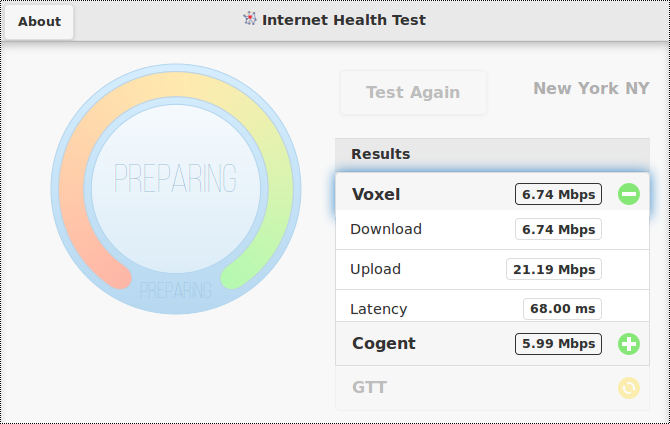 About
Internet Health Test
PREPARING
PREPARING
Test Again
New York NY
Results
Voxel 6.74 Mbps
Download 6.74 Mbps
Upload 21.19 Mbps
Latency 68.00 ms
Cogent 5.99 Mbps
GTT